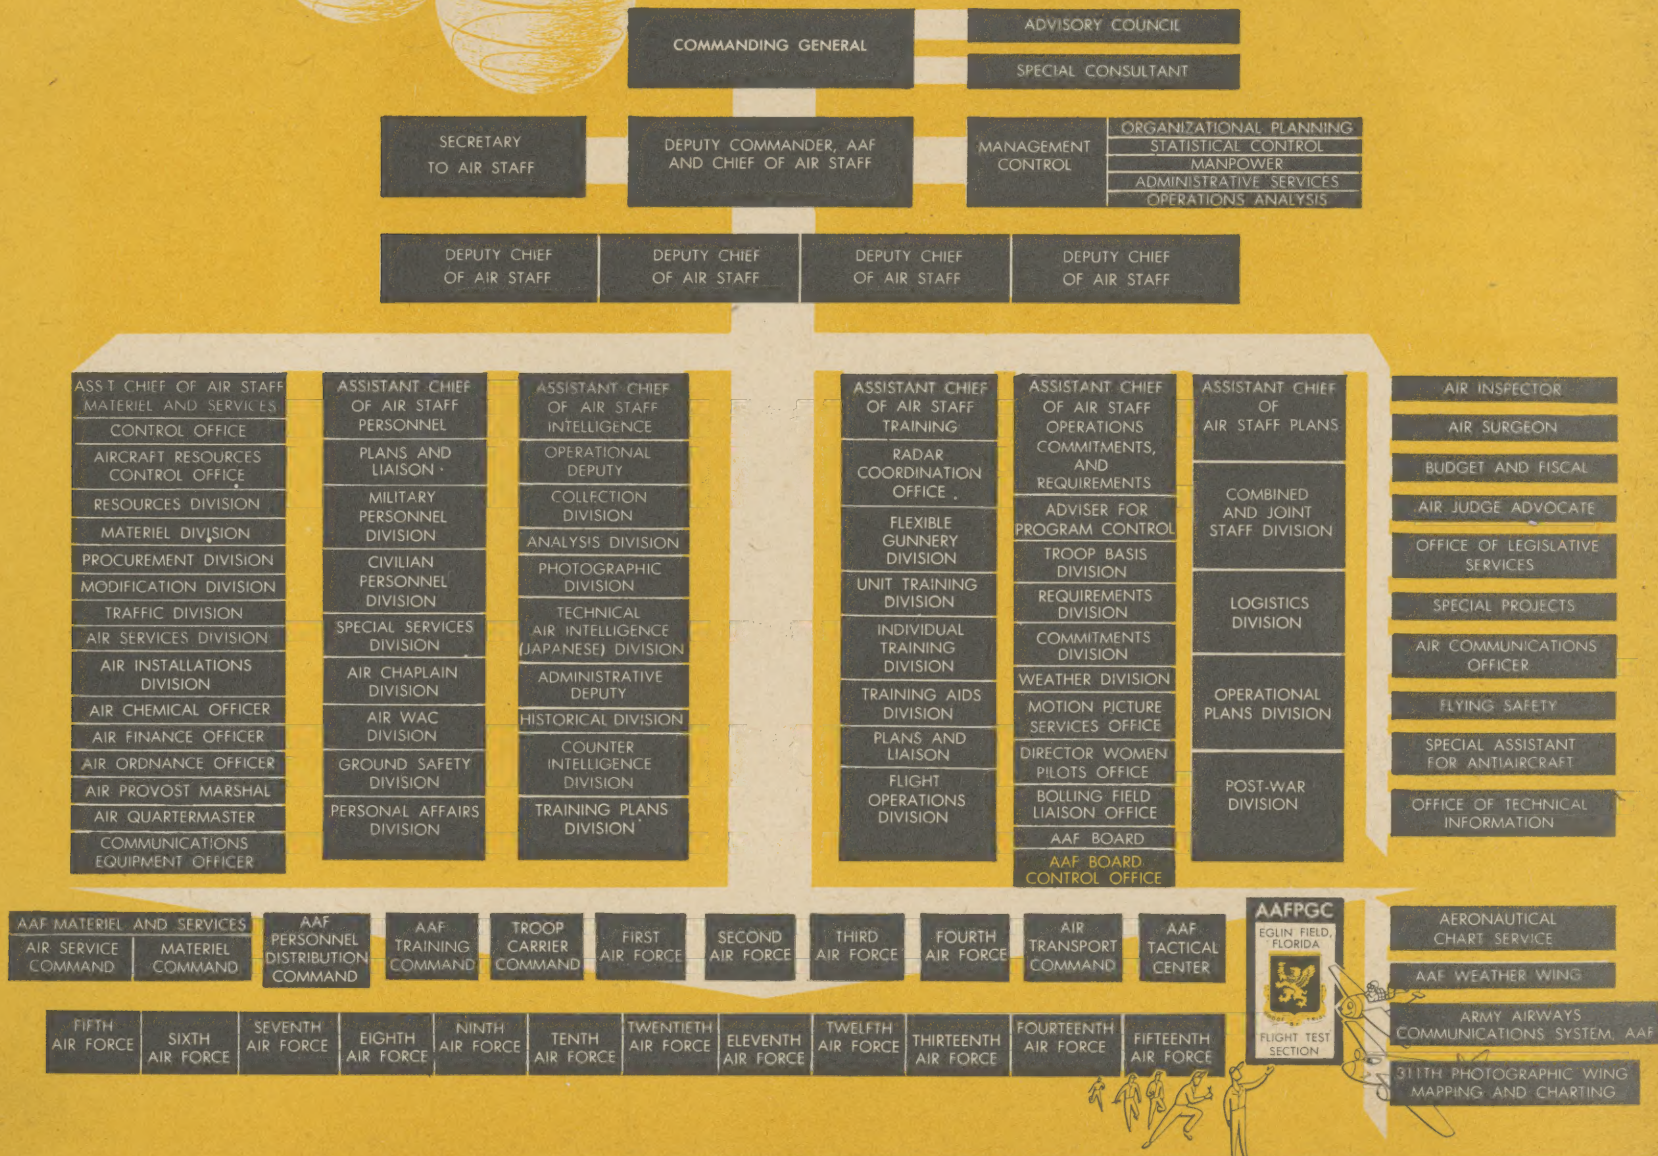 COMMANDING GENERAL
ADVISORY COUNCIL
SPECIAL CONSULTANT
SECRETARY
TO AIR STAFF
DEPUTY COMMANDER, AAF
AND CHIEF OF AIR STAFF
MANAGEMENT
CONTROL
ORGANIZATIONAL PLANNING
STATISTICAL CONTROL
MANPOWER
ADMINISTRATIVE SERVICES
OPERATIONS ANALYSIS
DEPUTY CHIEF
OF AIR STAFF
DEPUTY CHIEF
OF AIR STAFF
DEPUTY CHIEF
OF AIR STAFF
DEPUTY CHIEF
OF AIR STAFF
ASS'T CHIEF OF AIR STAFF
MATERIEL AND SERVICES
CONTROL OFFICE
AIRCRAFT RESOURCES
CONTROL OFFICE
RESOURCES DIVISION
MATERIEL DIVISION
PROCUREMENT DIVISION
MODIFICATION DIVISION
TRAFFIC DIVISION
AIR SERVICES DIVISION
AIR INSTALLATIONS
DIVISION
AIR CHEMICAL OFFICER
AIR FINANCE OFFICER
AIR ORDNANCE OFFICER
AIR PROVOST MARSHAL
AIR QUARTERMASTER
COMMUNICATIONS
EQUIPMENT OFFICER
ASSISTANT CHIEF
OF AIR STAFF
PERSONNEL
PLANS AND
LIAISON
MILITARY
PERSONNEL
DIVISION
CIVILIAN
PERSONNEL
DIVISION
SPECIAL SERVICES
DIVISION
AIR CHAPLAIN
DIVISION
AIR WAC
DIVISION
GROUND SAFETY
DIVISION
PERSONAL AFFAIRS
DIVISION
ASSISTANT CHIEF
OF AIR STAFF
INTELLIGENCE
OPERATIONAL
DEPUTY
COLLECTION
DIVISION
ANALYSIS DIVISION
PHOTOGRAPHIC
DIVISION
TECHNICAL
AIR INTELLIGENCE
(JAPANESE) DIVISION
ADMINISTRATIVE
DEPUTY
HISTORICAL DIVISION
COUNTER
INTELLIGENCE
DIVISION
TRAINING PLANS
DIVISION
ASSISTANT CHIEF
OF AIR STAFF
TRAINING
RADAR
COORDINATION
OFFICE
FLEXIBLE
GUNNERY
DIVISION
UNIT TRAINING
DIVISION
INDIVIDUAL
TRAINING
DIVISION
TRAINING AIDS
DIVISION
PLANS AND
LIAISON
FLIGHT
OPERATIONS
DIVISION
ASSISTANT CHIEF
OF AIR STAFF
OPERATIONS
COMMITMENTS,
AND
REQUIREMENTS
ADVISER FOR
PROGRAM CONTROL
TROOP BASIS
DIVISION
REQUIREMENTS
DIVISION
COMMITMENTS
DIVISION
WEATHER DIVISION
MOTION PICTURE
SERVICES OFFICE
DIRECTOR WOMEN
PILOTS OFFICE
BOLLING FIELD
LIAISON OFFICE
AAF BOARD
AAF BOARD
CONTROL OFFICE
ASSISTANT CHIEF
OF
AIR STAFF PLANS
COMBINED
AND JOINT
STAFF DIVISION
LOGISTICS
DIVISION
OPERATIONAL
PLANS DIVISION
POST-WAR
DIVISION
AIR INSPECTOR
AIR SURGEON
BUDGET AND FISCAL
AIR JUDGE ADVOCATE
OFFICE OF LEGISLATIVE
SERVICES
SPECIAL PROJECTS
AIR COMMUNICATIONS
OFFICER
FLYING SAFETY
SPECIAL ASSISTANT
FOR ANTIAIRCRAFT
OFFICE OF TECHNICAL
INFORMATION
AAF MATERIEL AND SERVICES
AIR SERVICE
COMMAND
MATERIEL
COMMAND
AAF
PERSONNEL
DISTRIBUTION
COMMAND
AAF
TRAINING
COMMAND
TROOP
CARRIER
COMMAND
FIRST
AIR FORCE
SECOND
AIR FORCE
THIRD
AIR FORCE
FOURTH
AIR FORCE
AIR
TRANSPORT
COMMAND
AAF
TACTICAL
CENTER
AAFPGC
EGLIN FIELD,
FLORIDA
FLIGHT TEST
SECTION
AERONAUTICAL
CHART SERVICE
AAF WEATHER WING
ARMY AIRWAYS
COMMUNICATIONS SYSTEM, AAF
311TH PHOTOGRAPHIC WING
MAPPING AND CHARTING
FIFTH
AIR FORCE
SIXTH
AIR FORCE
SEVENTH
AIR FORCE
EIGHTH
AIR FORCE
NINTH
AIR FORCE
TENTH
AIR FORCE
TWENTIETH
AIR FORCE
ELEVENTH
AIR FORCE
TWELFTH
AIR FORCE
THIRTEENTH
AIR FORCE
FOURTEENTH
AIR FORCE
FIFTEENTH
AIR FORCE